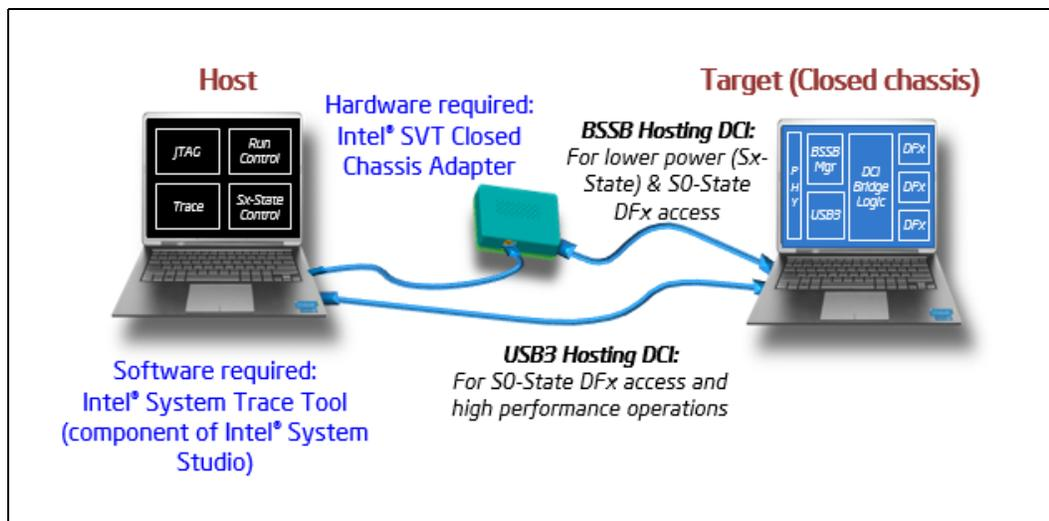 Host
Target (Closed chassis)
Hardware required:
Intel® SVT Closed
Chassis Adapter
BSSB Hosting DCI:
For lower power (Sx-
State) & S0-State
DFx access
JTAG
Run
Control
Trace
Sx-State
Control
P
H
Y
BSSB
Mgr
USB3
DCI
Bridge
Logic
DFx
DFx
DFx
USB3 Hosting DCI:
For S0-State DFx access and
high performance operations
Software required:
Intel® System Trace Tool
(component of Intel® System
Studio)